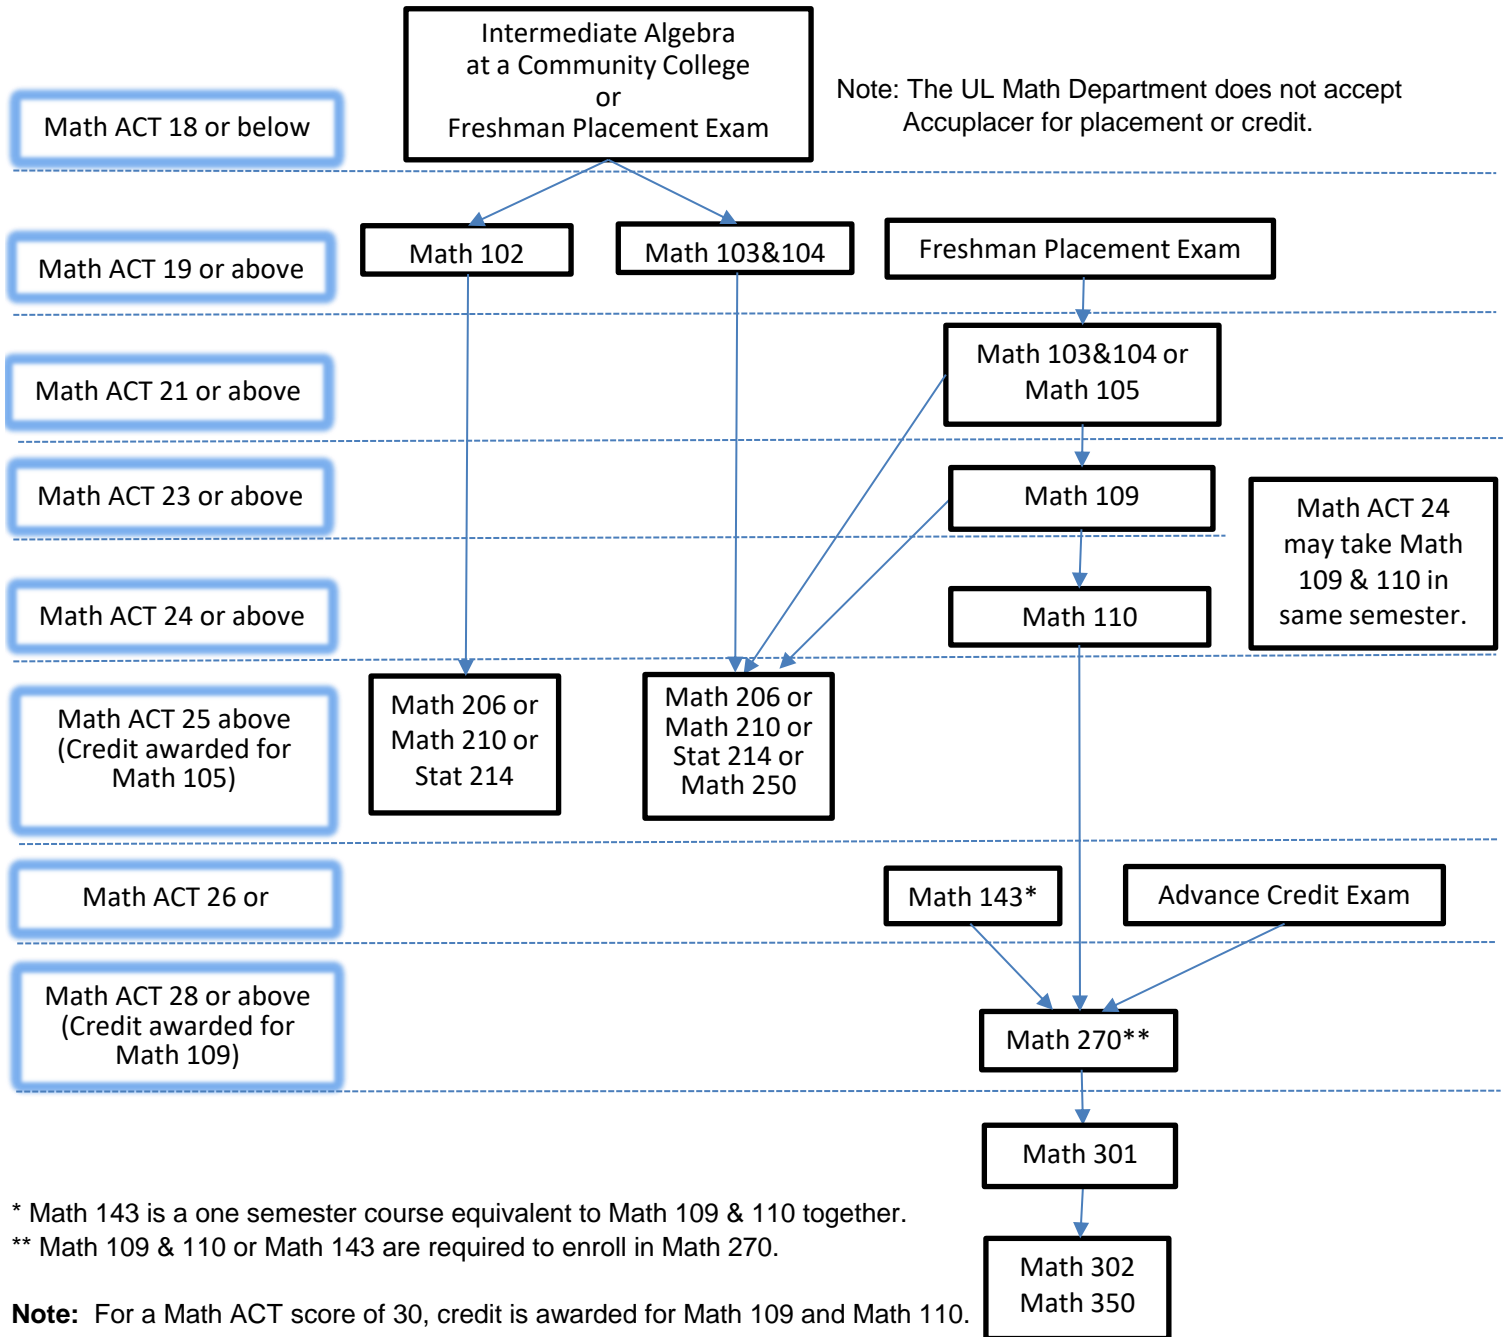 Intermediate Algebra
at a Community College
or
Freshman Placement Exam
Note: The UL Math Department does not accept
Accuplacer for placement or credit.
Math ACT 18 or below
Math ACT 19 or above
Math 102
Math 103&104
Freshman Placement Exam
Math ACT 21 or above
Math 103&104 or
Math 105
Math ACT 23 or above
Math 109
Math ACT 24
may take Math
109 & 110 in
same semester.
Math ACT 24 or above
Math 110
Math ACT 25 above
(Credit awarded for
Math 105)
Math 206 or
Math 210 or
Stat 214
Math 206 or
Math 210 or
Stat 214 or
Math 250
Math ACT 26 or
Math 143*
Advance Credit Exam
Math ACT 28 or above
(Credit awarded for
Math 109)
Math 270**
Math 301
* Math 143 is a one semester course equivalent to Math 109 & 110 together.
** Math 109 & 110 or Math 143 are required to enroll in Math 270.
Math 302
Math 350
Note: For a Math ACT score of 30, credit is awarded for Math 109 and Math 110.